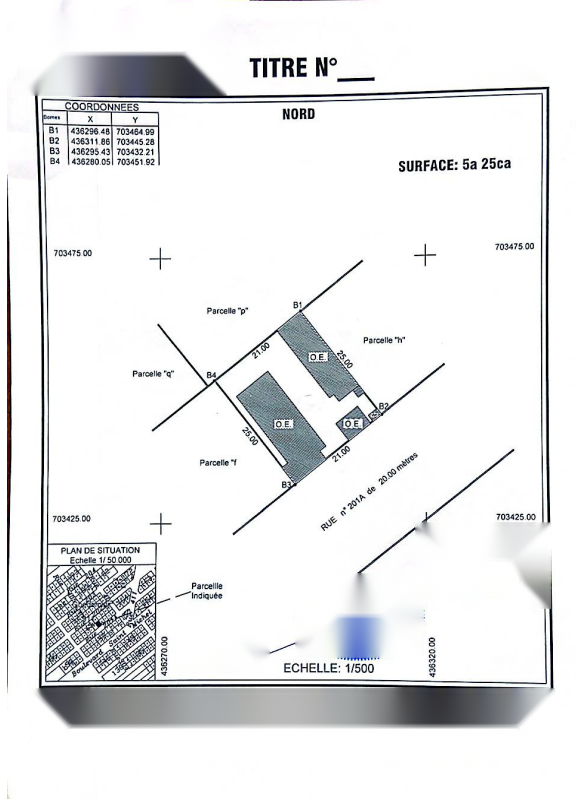 TITRE N°___
COORDONNEES
Bornes X Y
B1 436296.48 703464.99
B2 436311.86 703445.28
B3 436295.43 703432.21
B4 436280.05 703451.92
NORD
SURFACE: 5a 25ca
703475.00
703475.00
B1
Parcelle "p"
21.00
25.00
Parcelle "h"
O.E.
Parcelle "q"
B4
B2
O.E.
O.E.
25.00
21.00
Parcelle "f
B3
RUE n° 201A de 20.00 mètres
703425.00
703425.00
PLAN DE SITUATION
Echelle 1/ 50 000
Parcellle
Indiquée
Boulevard Saint Michel
436270.00
ECHELLE: 1/500
436320.00